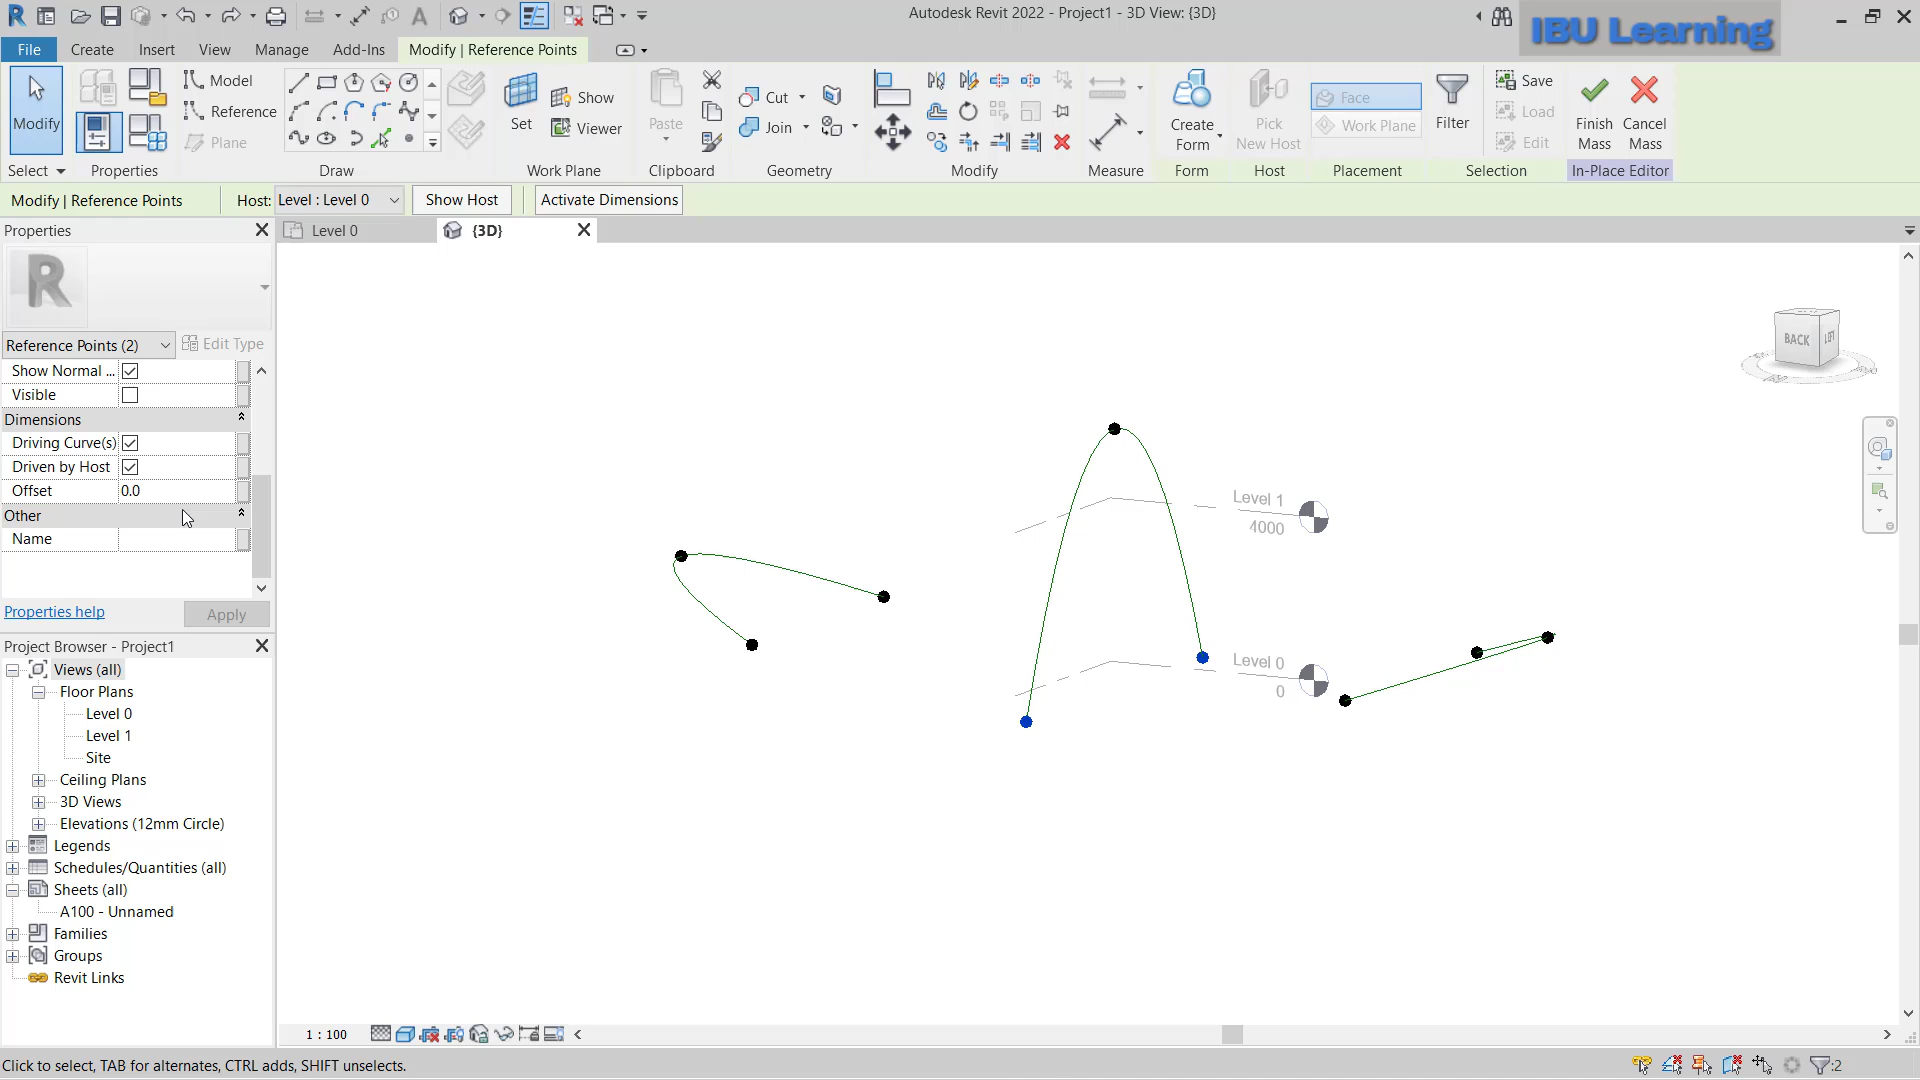 Autodesk Revit 2022 - Project1 - 3D View: {3D}
IBU Learning
File Create Insert View Manage Add-Ins Modify | Reference Points
Modify
Model
Reference
Plane
Set
Show
Viewer
Paste
Cut
Join
Create
Form
Pick
New Host
Face
Work Plane
Filter
Save
Load
Edit
Finish
Mass
Cancel
Mass
Select Properties Draw Work Plane Clipboard Geometry Modify Measure Form Host Placement Selection In-Place Editor
Modify | Reference Points Host: Level : Level 0 Show Host Activate Dimensions
Properties
Level 0
{3D}
R
Reference Points (2) Edit Type
Show Normal ...
Visible
Dimensions
Driving Curve(s)
Driven by Host
Offset 0.0
Other
Name
Properties help Apply
Project Browser - Project1
Views (all)
Floor Plans
Level 0
Level 1
Site
Ceiling Plans
3D Views
Elevations (12mm Circle)
Legends
Schedules/Quantities (all)
Sheets (all)
A100 - Unnamed
Families
Groups
Revit Links
Level 1
4000
Level 0
0
BACK
LEFT
1 : 100
Click to select, TAB for alternates, CTRL adds, SHIFT unselects.
:2